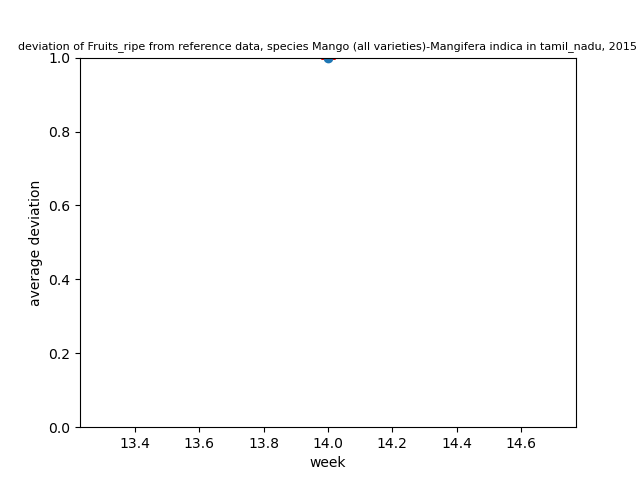 deviation of Fruits_ripe from reference data, species Mango (all varieties)-Mangifera indica in tamil_nadu, 2015
1.0
0.8
0.6
0.4
0.2
0.0
average deviation
13.4 13.6 13.8 14.0 14.2 14.4 14.6
week